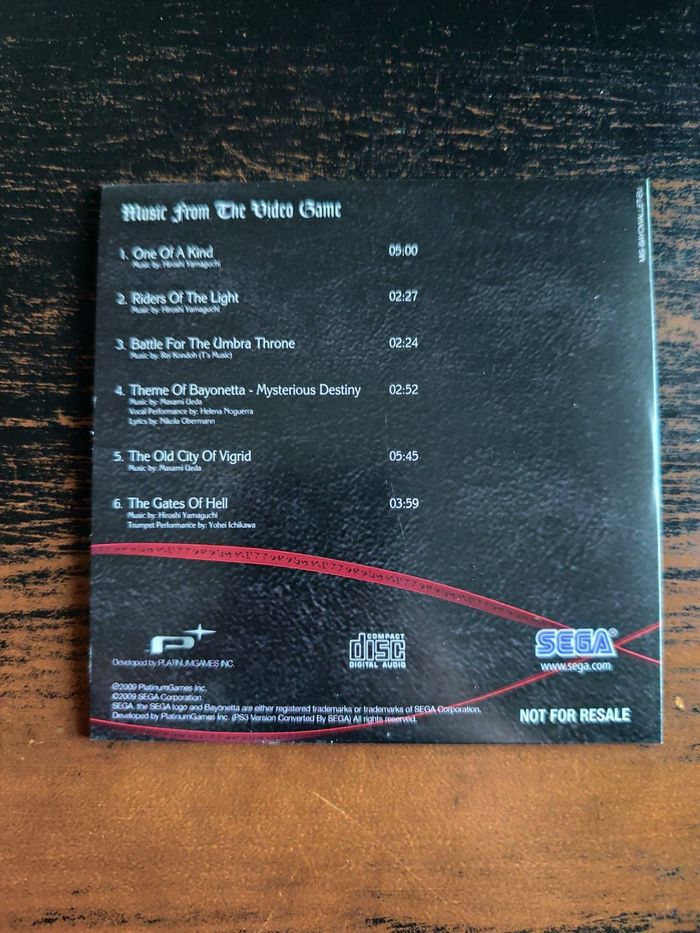 Music From The Video Game
1. One Of A Kind 05:00
Music by: Hiroshi Yamaguchi
2. Riders Of The Light 02:27
Music by: Hiroshi Yamaguchi
3. Battle For The Umbra Throne 02:24
Music by: Rei Kondoh (T's Music)
4. Theme Of Bayonetta - Mysterious Destiny 02:52
Music by: Masami Ueda
Vocal Performance by: Helena Noguerra
Lyrics by: Nikola Obermann
5. The Old City Of Vigrid 05:45
Music by: Masami Ueda
6. The Gates Of Hell 03:59
Music by: Hiroshi Yamaguchi
Trumpet Performance by: Yohei Ichikawa
P
Developed by PLATINUMGAMES INC.
COMPACT
disc
DIGITAL AUDIO
SEGA®
www.sega.com
℗2009 PlatinumGames Inc,
©2009 SEGA Corporation.
SEGA, the SEGA logo and Bayonetta are either registered trademarks or trademarks of SEGA Corporation.
Developed by PlatinumGames Inc. (PS3 Version Converted By SEGA) All rights reserved.
NOT FOR RESALE
MIS-BAYOWALLET-EU